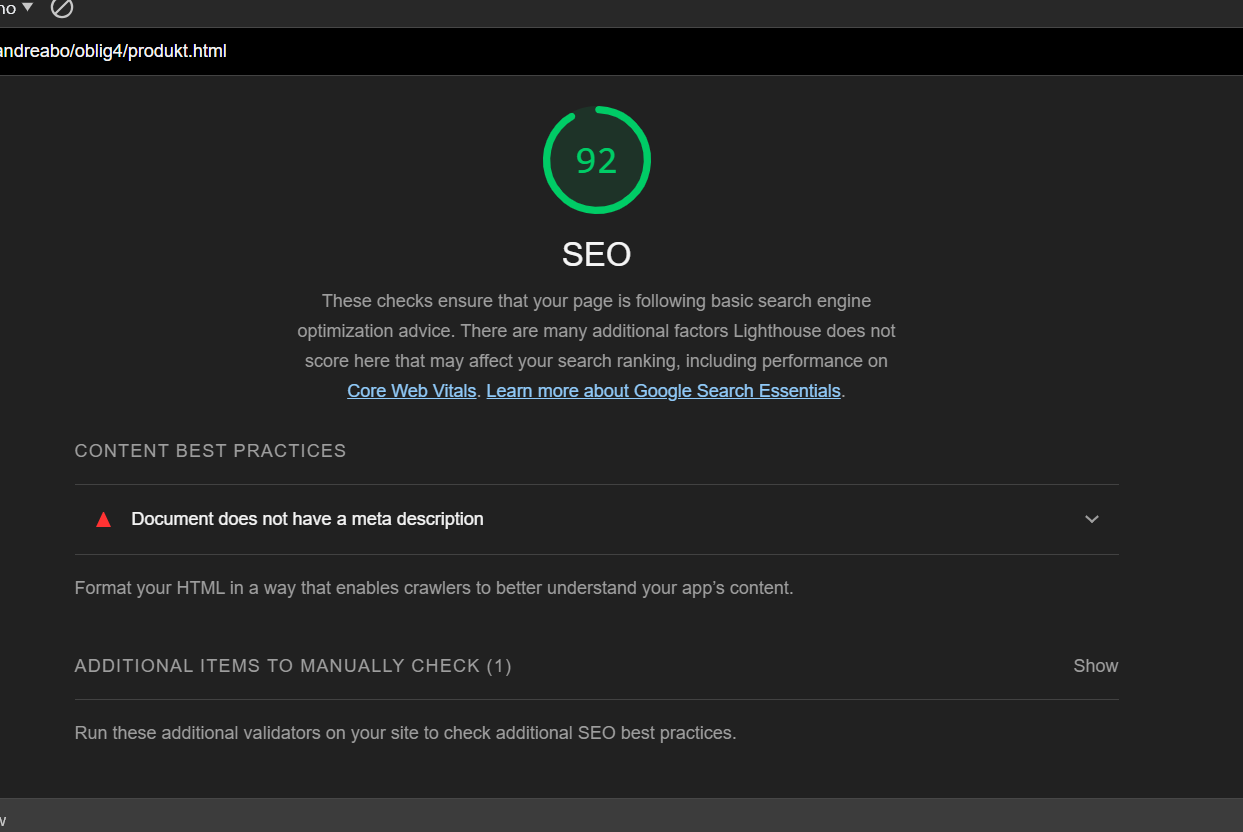 no
andreabo/oblig4/produkt.html
92
SEO
These checks ensure that your page is following basic search engine
optimization advice. There are many additional factors Lighthouse does not
score here that may affect your search ranking, including performance on
Core Web Vitals. Learn more about Google Search Essentials.
CONTENT BEST PRACTICES
Document does not have a meta description
Format your HTML in a way that enables crawlers to better understand your app’s content.
ADDITIONAL ITEMS TO MANUALLY CHECK (1) Show
Run these additional validators on your site to check additional SEO best practices.